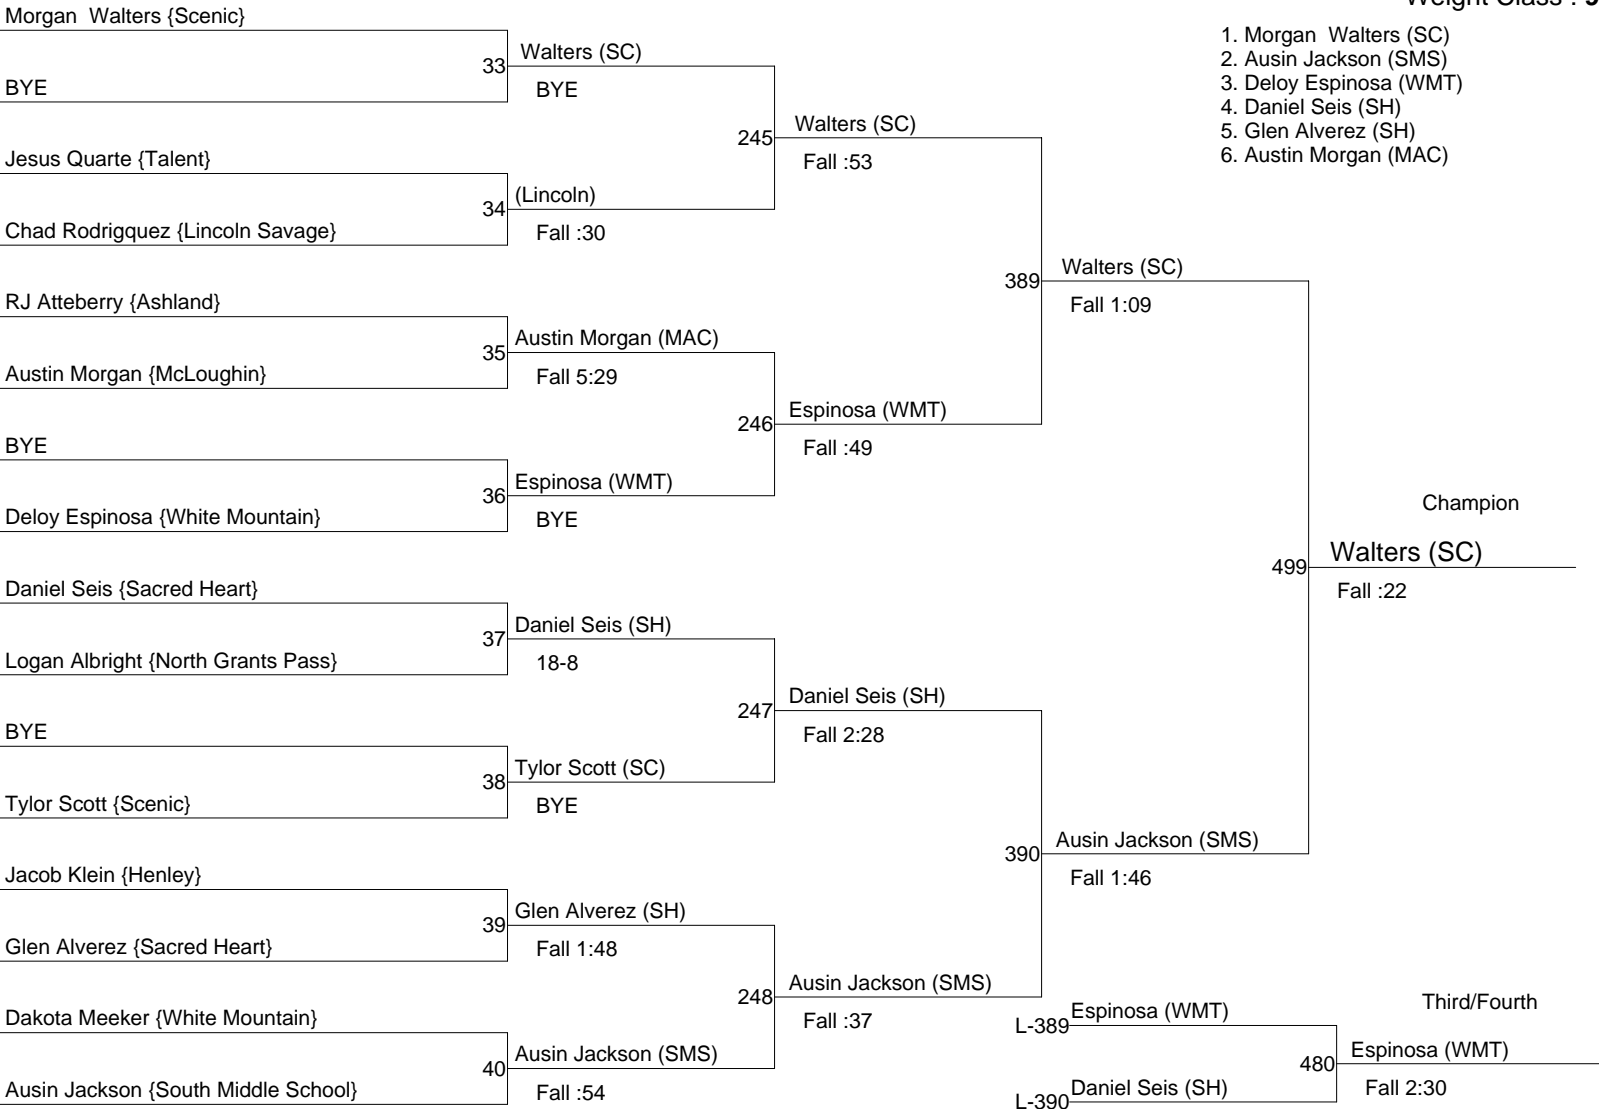 Morgan  Walters {Scenic}
BYE
Jesus Quarte {Talent}
Chad Rodrigquez {Lincoln Savage}
RJ Atteberry {Ashland}
Austin Morgan {McLoughin}
BYE
Deloy Espinosa {White Mountain}
Daniel Seis {Sacred Heart}
Logan Albright {North Grants Pass}
BYE
Tylor Scott {Scenic}
Jacob Klein {Henley}
Glen Alverez {Sacred Heart}
Dakota Meeker {White Mountain}
Ausin Jackson {South Middle School}
33
Walters (SC)
BYE
34
(Lincoln)
Fall :30
35
Austin Morgan (MAC)
Fall 5:29
36
Espinosa (WMT)
BYE
37
Daniel Seis (SH)
18-8
38
Tylor Scott (SC)
BYE
39
Glen Alverez (SH)
Fall 1:48
40
Ausin Jackson (SMS)
Fall :54
245
Walters (SC)
Fall :53
246
Espinosa (WMT)
Fall :49
247
Daniel Seis (SH)
Fall 2:28
248
Ausin Jackson (SMS)
Fall :37
389
Walters (SC)
Fall 1:09
390
Ausin Jackson (SMS)
Fall 1:46
Weight Class :
1. Morgan  Walters (SC)
2. Ausin Jackson (SMS)
3. Deloy Espinosa (WMT)
4. Daniel Seis (SH)
5. Glen Alverez (SH)
6. Austin Morgan (MAC)
Champion
499
Walters (SC)
Fall :22
Third/Fourth
L-389
Espinosa (WMT)
L-390
Daniel Seis (SH)
480
Espinosa (WMT)
Fall 2:30